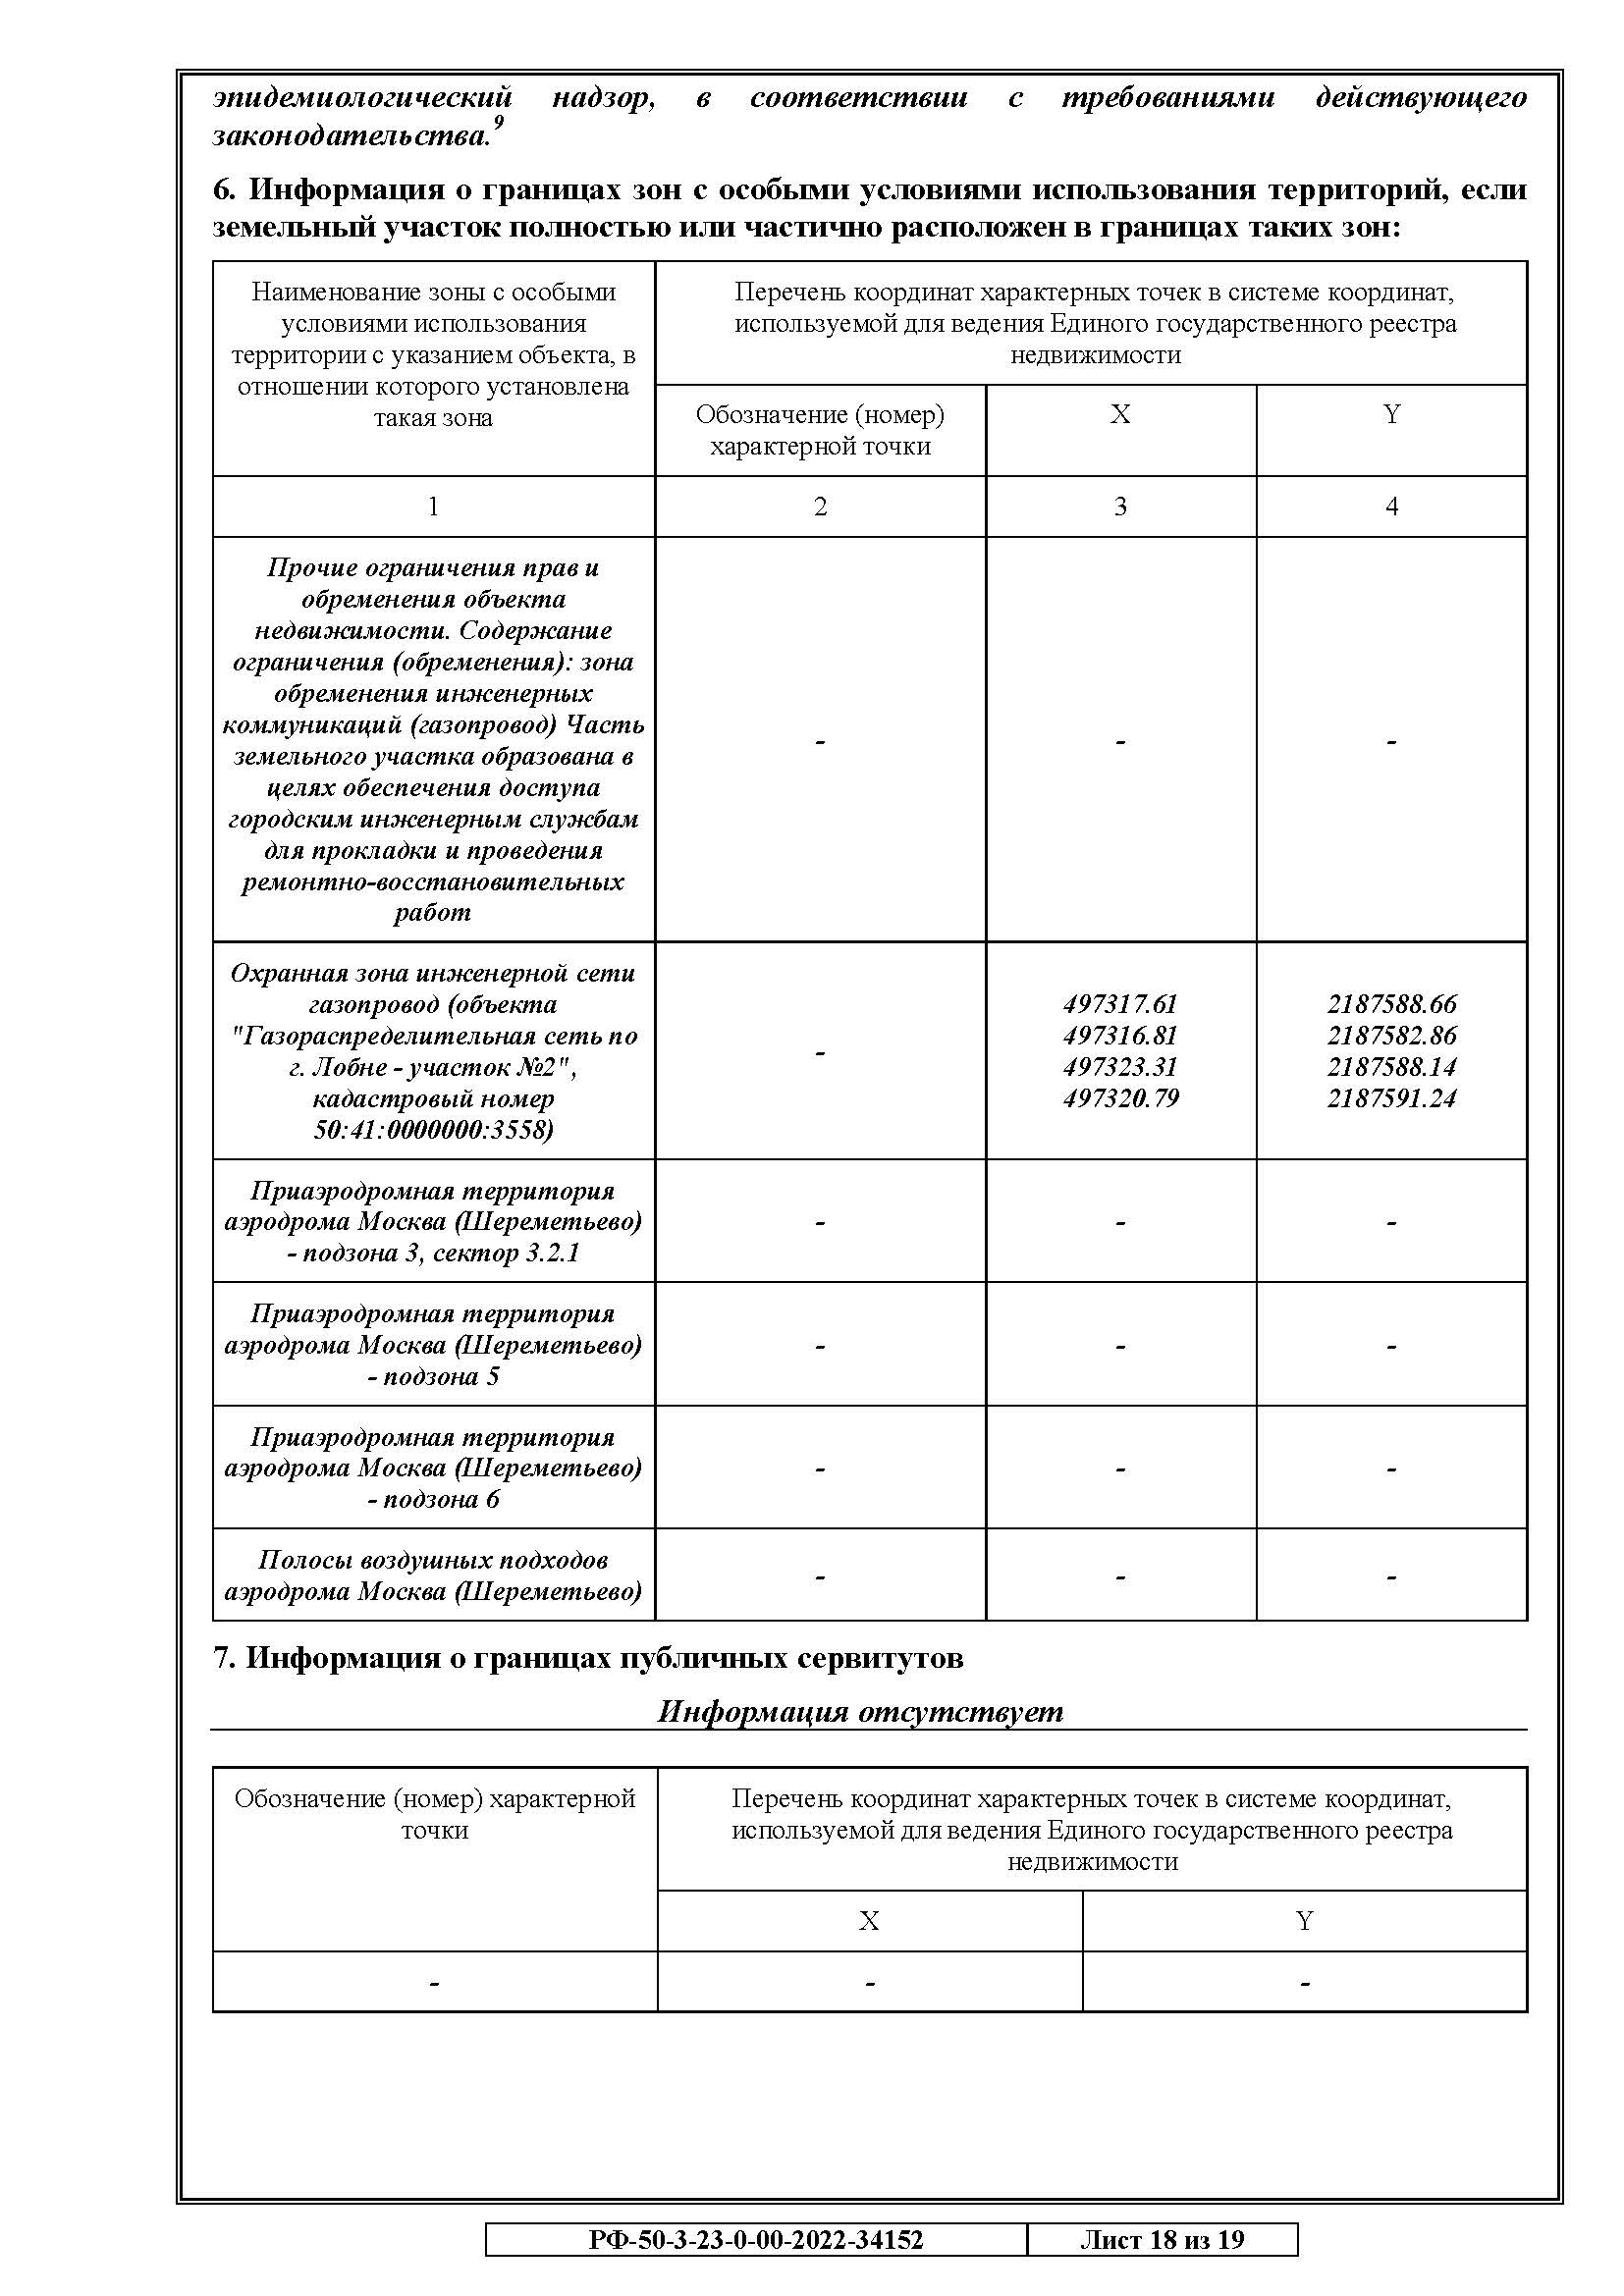 эпидемиологический надзор, в соответствии с требованиями действующего
законодательства.9
6. Информация о границах зон с особыми условиями использования территорий, если
земельный участок полностью или частично расположен в границах таких зон:
Наименование зоны с особыми
условиями использования
территории с указанием объекта, в
отношении которого установлена
такая зона
Перечень координат характерных точек в системе координат,
используемой для ведения Единого государственного реестра
недвижимости
Обозначение (номер)
характерной точки
X
Y
1
2
3
4
Прочие ограничения прав и
обременения объекта
недвижимости. Содержание
ограничения (обременения): зона
обременения инженерных
коммуникаций (газопровод) Часть
земельного участка образована в
целях обеспечения доступа
городским инженерным службам
для прокладки и проведения
ремонтно-восстановительных
работ
-
-
-
Охранная зона инженерной сети
газопровод (объекта
"Газораспределительная сеть по
г. Лобне - участок №2",
кадастровый номер
50:41:0000000:3558)
-
497317.61
497316.81
497323.31
497320.79
2187588.66
2187582.86
2187588.14
2187591.24
Приаэродромная территория
аэродрома Москва (Шереметьево)
- подзона 3, сектор 3.2.1
-
-
-
Приаэродромная территория
аэродрома Москва (Шереметьево)
- подзона 5
-
-
-
Приаэродромная территория
аэродрома Москва (Шереметьево)
- подзона 6
-
-
-
Полосы воздушных подходов
аэродрома Москва (Шереметьево)
-
-
-
7. Информация о границах публичных сервитутов
Информация отсутствует
Обозначение (номер) характерной
точки
Перечень координат характерных точек в системе координат,
используемой для ведения Единого государственного реестра
недвижимости
X
Y
-
-
-
РФ-50-3-23-0-00-2022-34152
Лист 18 из 19